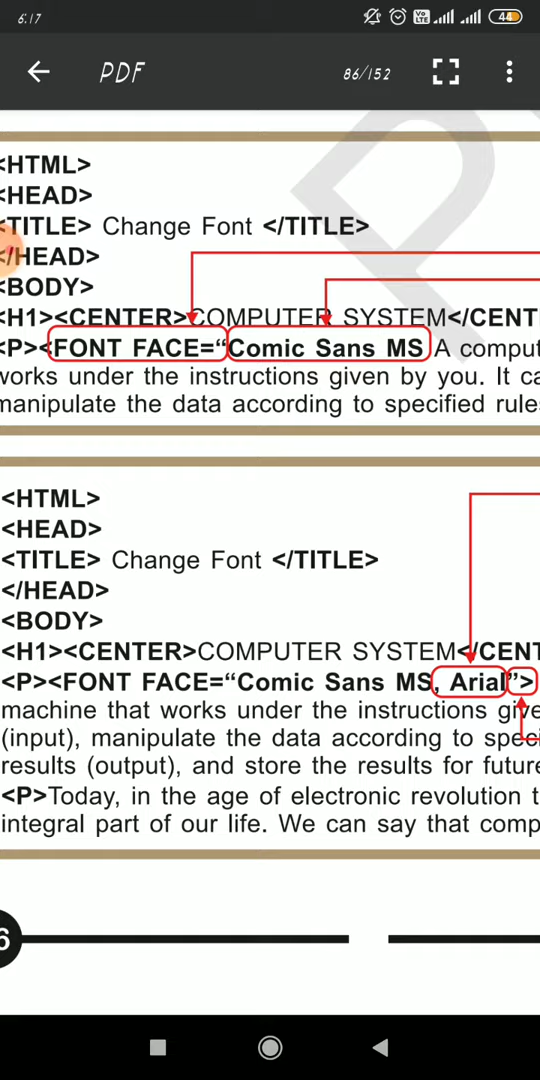 6:17
Vo LTE
44
PDF
86/152
<HTML>
<HEAD>
<TITLE> Change Font </TITLE>
</HEAD>
<BODY>
<H1><CENTER>COMPUTER SYSTEM</CENT
<P><FONT FACE=“Comic Sans MS A comput
works under the instructions given by you. It ca
manipulate the data according to specified rules
<HTML>
<HEAD>
<TITLE> Change Font </TITLE>
</HEAD>
<BODY>
<H1><CENTER>COMPUTER SYSTEM</CENT
<P><FONT FACE=“Comic Sans MS, Arial”>
machine that works under the instructions give
(input), manipulate the data according to speci
results (output), and store the results for future
<P>Today, in the age of electronic revolution t
integral part of our life. We can say that comp
6